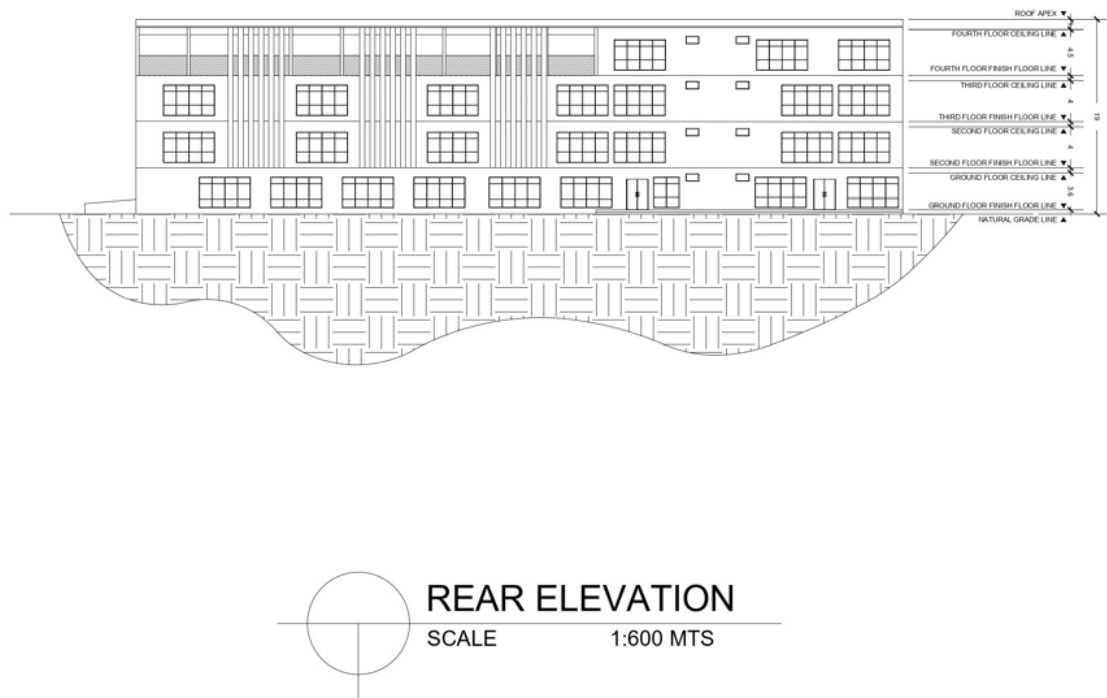 ROOF APEX
FOURTH FLOOR CEILING LINE
4.5
FOURTH FLOOR FINISH FLOOR LINE
THIRD FLOOR CEILING LINE
4
19
THIRD FLOOR FINISH FLOOR LINE
SECOND FLOOR CEILING LINE
4
SECOND FLOOR FINISH FLOOR LINE
GROUND FLOOR CEILING LINE
3.6
GROUND FLOOR FINISH FLOOR LINE
NATURAL GRADE LINE
REAR ELEVATION
SCALE 1:600 MTS